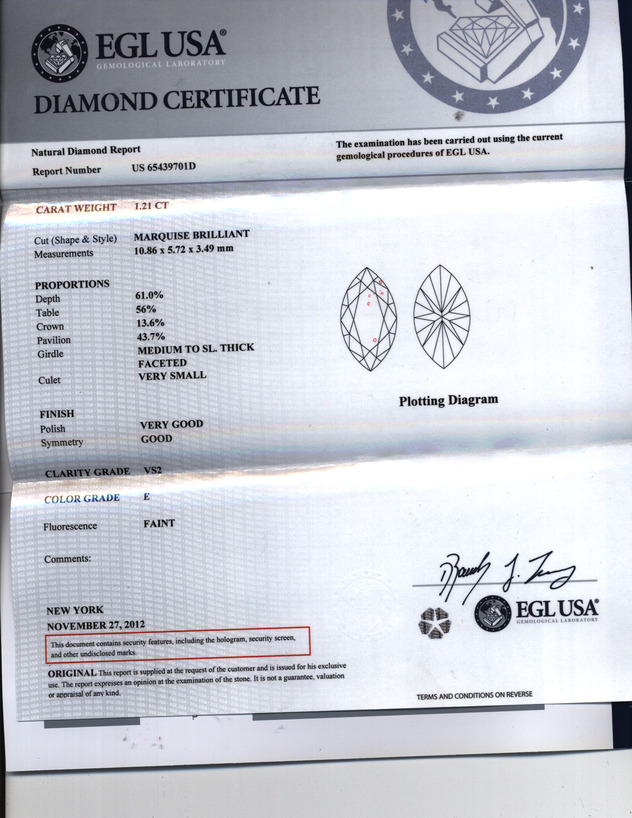 EGL USA®
GEMOLOGICAL LABORATORY
DIAMOND CERTIFICATE
Natural Diamond Report
Report Number US 65439701D
The examination has been carried out using the current
gemological procedures of EGL USA.
CARAT WEIGHT 1.21 CT
Cut (Shape & Style) MARQUISE BRILLIANT
Measurements 10.86 x 5.72 x 3.49 mm
PROPORTIONS
Depth 61.0%
Table 56%
Crown 13.6%
Pavilion 43.7%
Girdle MEDIUM TO SL. THICK
FACETED
Culet VERY SMALL
Plotting Diagram
FINISH
Polish VERY GOOD
Symmetry GOOD
CLARITY GRADE VS2
COLOR GRADE E
Fluorescence FAINT
Comments:
NEW YORK
NOVEMBER 27, 2012
This document contains security features, including the hologram, security screen,
and other undisclosed marks.
ORIGINAL This report is supplied at the request of the customer and is issued for his exclusive
use. The report expresses an opinion at the examination of the stone. It is not a guarantee, valuation
or appraisal of any kind.
EGL USA®
GEMOLOGICAL LABORATORY
TERMS AND CONDITIONS ON REVERSE